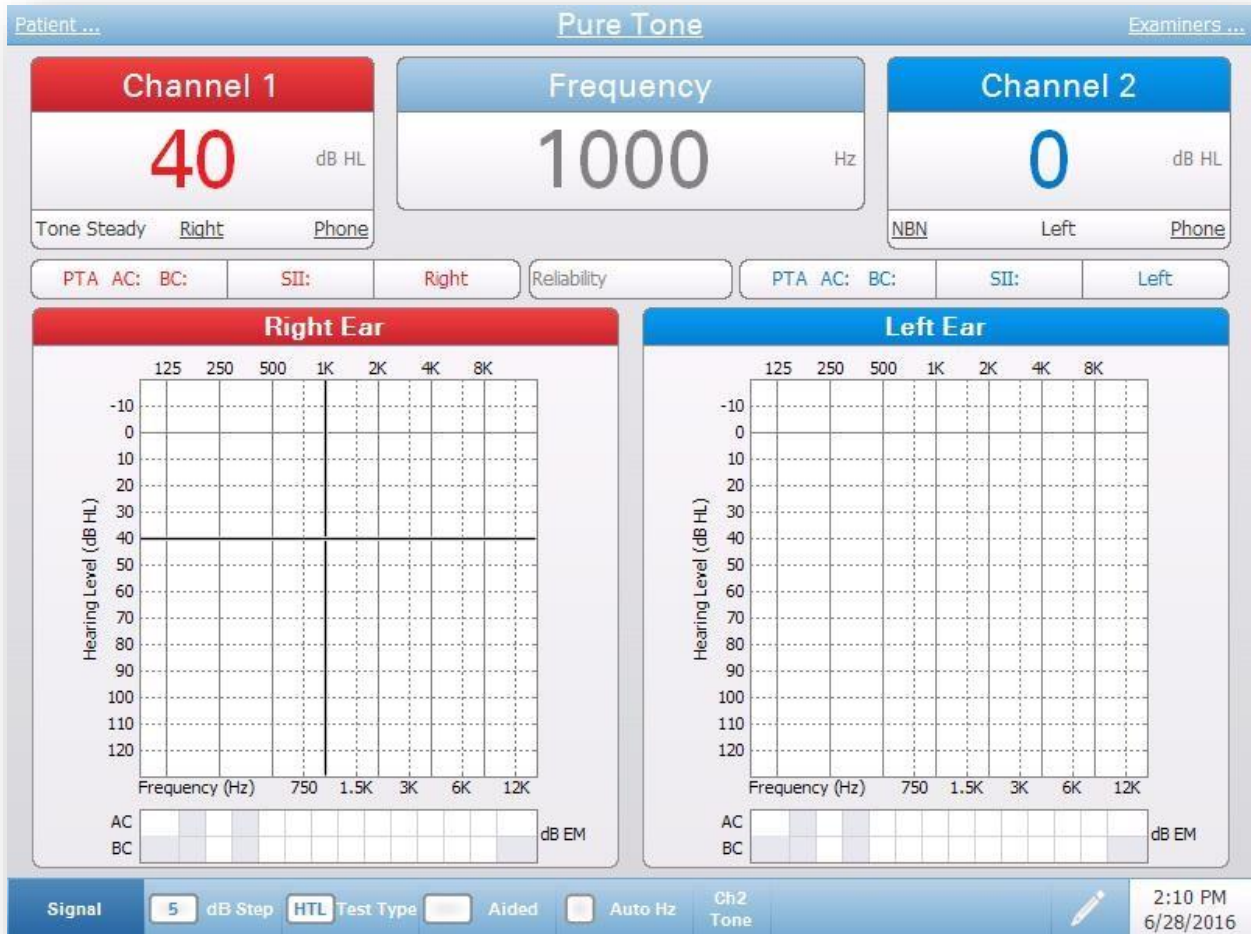 Patient ... Pure Tone Examiners ...
Channel 1 Frequency Channel 2
40 dB HL 1000 Hz 0 dB HL
Tone Steady Right Phone NBN Left Phone
PTA AC: BC: SII: Right Reliability PTA AC: BC: SII: Left
Right Ear
125 250 500 1K 2K 4K 8K
-10
0
10
20
30
40
50
60
70
80
90
100
110
120
Hearing Level (dB HL)
Frequency (Hz) 750 1.5K 3K 6K 12K
AC
BC
dB EM
Left Ear
125 250 500 1K 2K 4K 8K
-10
0
10
20
30
40
50
60
70
80
90
100
110
120
Hearing Level (dB HL)
Frequency (Hz) 750 1.5K 3K 6K 12K
AC
BC
dB EM
Signal 5 dB Step HTL Test Type Aided Auto Hz Ch2
Tone
2:10 PM
6/28/2016